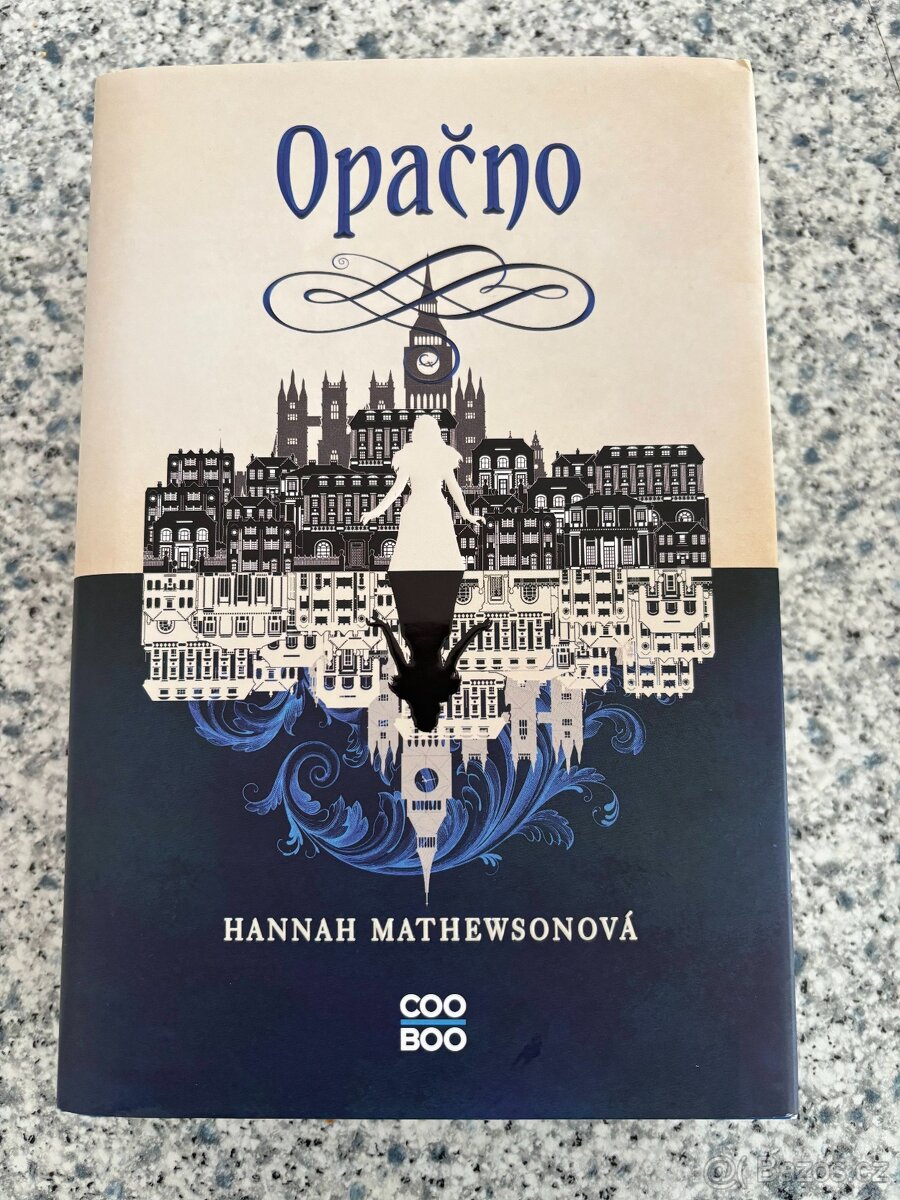 Opačno
HANNAH MATHEWSONOVÁ
COO
BOO
@ Bazos.cz